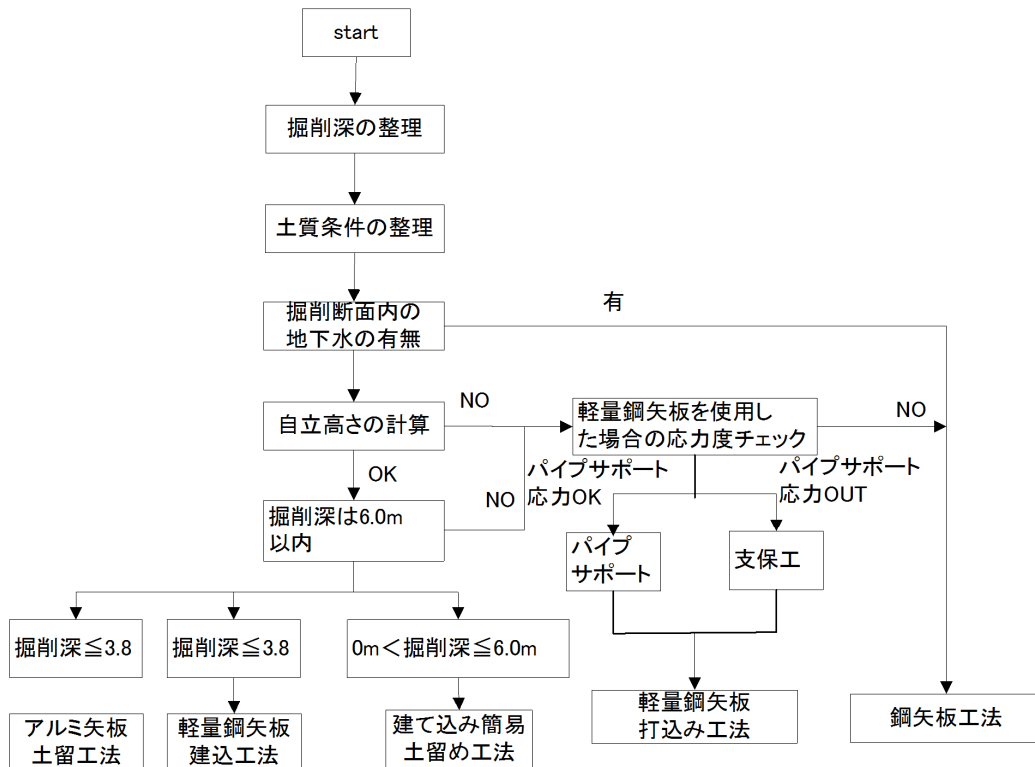 start
掘削深の整理
土質条件の整理
掘削断面内の
地下水の有無
有
自立高さの計算
NO
軽量鋼矢板を使用し
た場合の応力度チェック
NO
OK
パイプサポート
応力OK
パイプサポート
応力OUT
掘削深は6.0m
以内
NO
パイプ
サポート
支保工
掘削深≦3.8
掘削深≦3.8
0m＜掘削深≦6.0m
アルミ矢板
土留工法
軽量鋼矢板
建込工法
建て込み簡易
土留め工法
軽量鋼矢板
打込み工法
鋼矢板工法